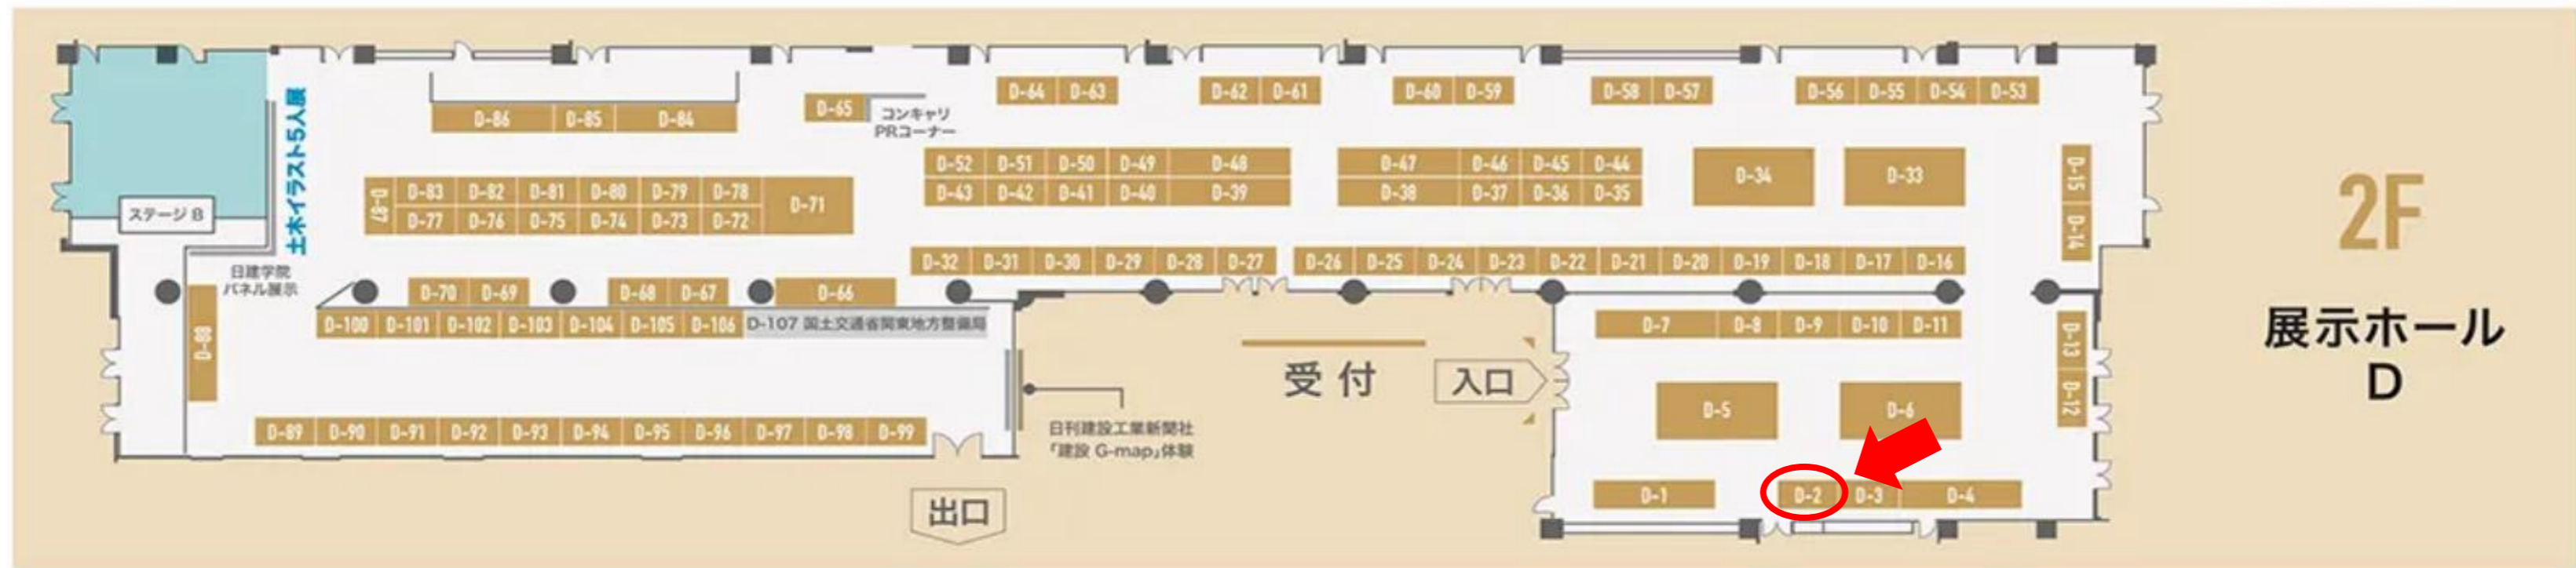 土木イラスト5人展
ステージ B
日建学院
パネル展示
D-86 D-85 D-84
D-65
コンキャリ
PRコーナー
D-64 D-63
D-62 D-61
D-60 D-59
D-58 D-57
D-56 D-55 D-54 D-53
D-87
D-83 D-82 D-81 D-80 D-79 D-78
D-77 D-76 D-75 D-74 D-73 D-72
D-71
D-52 D-51 D-50 D-49 D-48
D-43 D-42 D-41 D-40 D-39
D-47 D-46 D-45 D-44
D-38 D-37 D-36 D-35
D-34
D-33
D-15
D-14
D-32 D-31 D-30 D-29 D-28 D-27
D-26 D-25 D-24 D-23 D-22 D-21 D-20 D-19 D-18 D-17 D-16
D-70 D-69
D-68 D-67
D-66
D-88
D-100 D-101 D-102 D-103 D-104 D-105 D-106 D-107 国土交通省関東地方整備局
D-89 D-90 D-91 D-92 D-93 D-94 D-95 D-96 D-97 D-98 D-99
日刊建設工業新聞社
「建設 G-map」体験
出口
受付
入口
D-7 D-8 D-9 D-10 D-11
D-13
D-12
D-5
D-6
D-1
D-2 D-3 D-4
2F
展示ホール
D